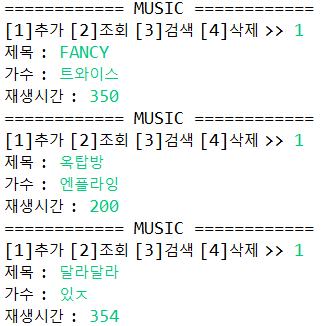 ============ MUSIC ============
[1]추가 [2]조회 [3]검색 [4]삭제 >> 1
제목 : FANCY
가수 : 트와이스
재생시간 : 350
============ MUSIC ============
[1]추가 [2]조회 [3]검색 [4]삭제 >> 1
제목 : 옥탑방
가수 : 엔플라잉
재생시간 : 200
============ MUSIC ============
[1]추가 [2]조회 [3]검색 [4]삭제 >> 1
제목 : 달라달라
가수 : 있ㅈ
재생시간 : 354